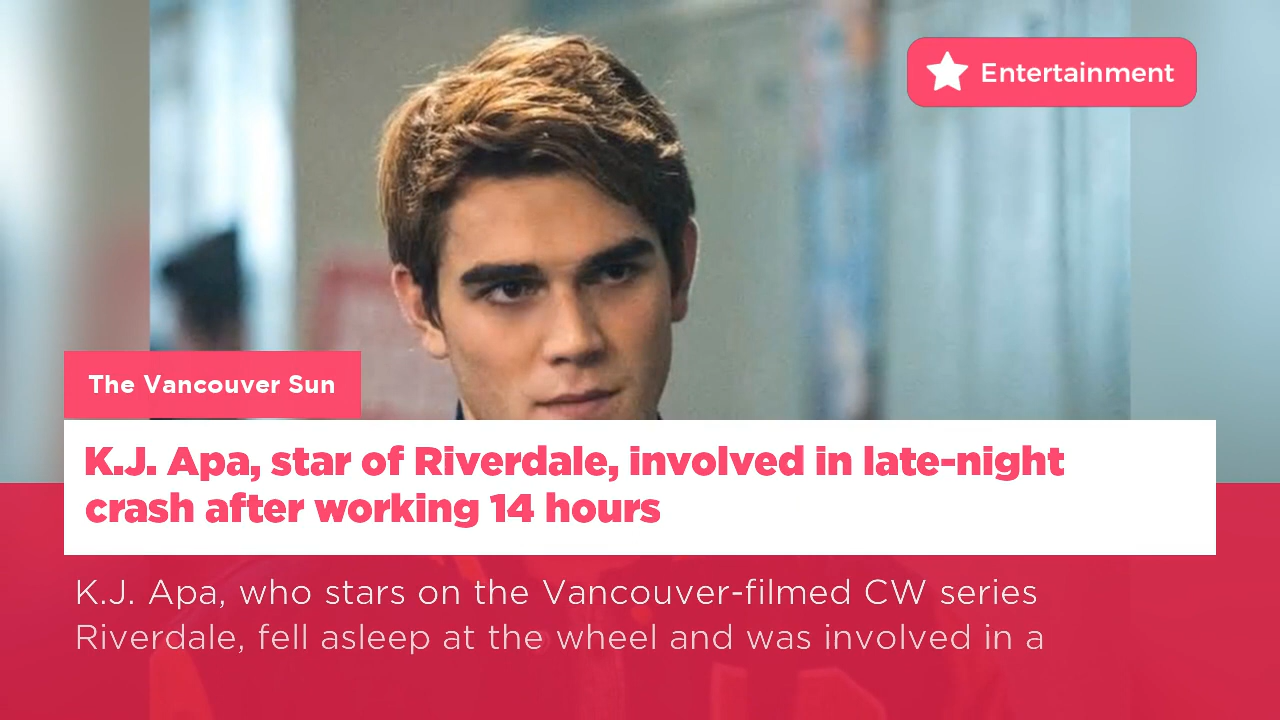 Entertainment
The Vancouver Sun
K.J. Apa, star of Riverdale, involved in late-night
crash after working 14 hours
K.J. Apa, who stars on the Vancouver-filmed CW series
Riverdale, fell asleep at the wheel and was involved in a